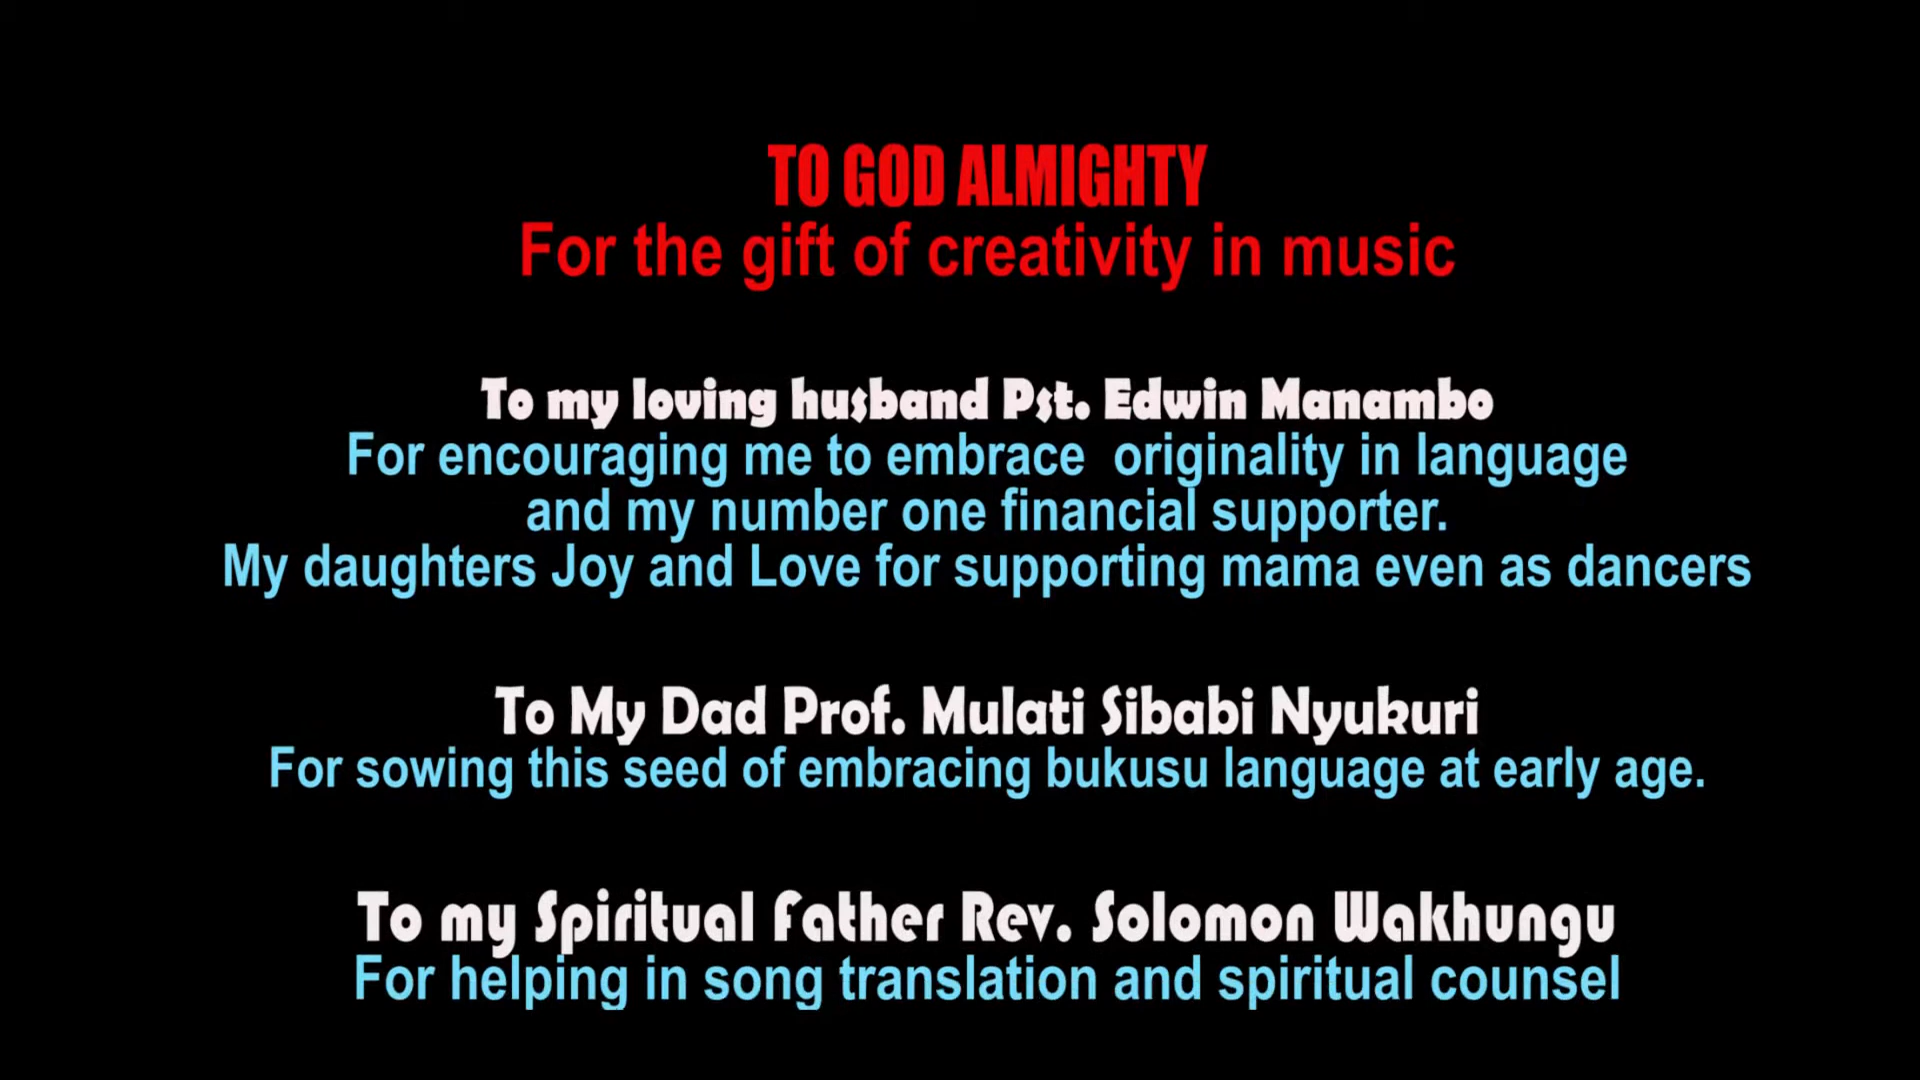 TO GOD ALMIGHTY
For the gift of creativity in music
To my loving husband Pst. Edwin Manambo
For encouraging me to embrace originality in language
and my number one financial supporter.
My daughters Joy and Love for supporting mama even as dancers
To My Dad Prof. Mulati Sibabi Nyukuri
For sowing this seed of embracing bukusu language at early age.
To my Spiritual Father Rev. Solomon Wakhungu
For helping in song translation and spiritual counsel